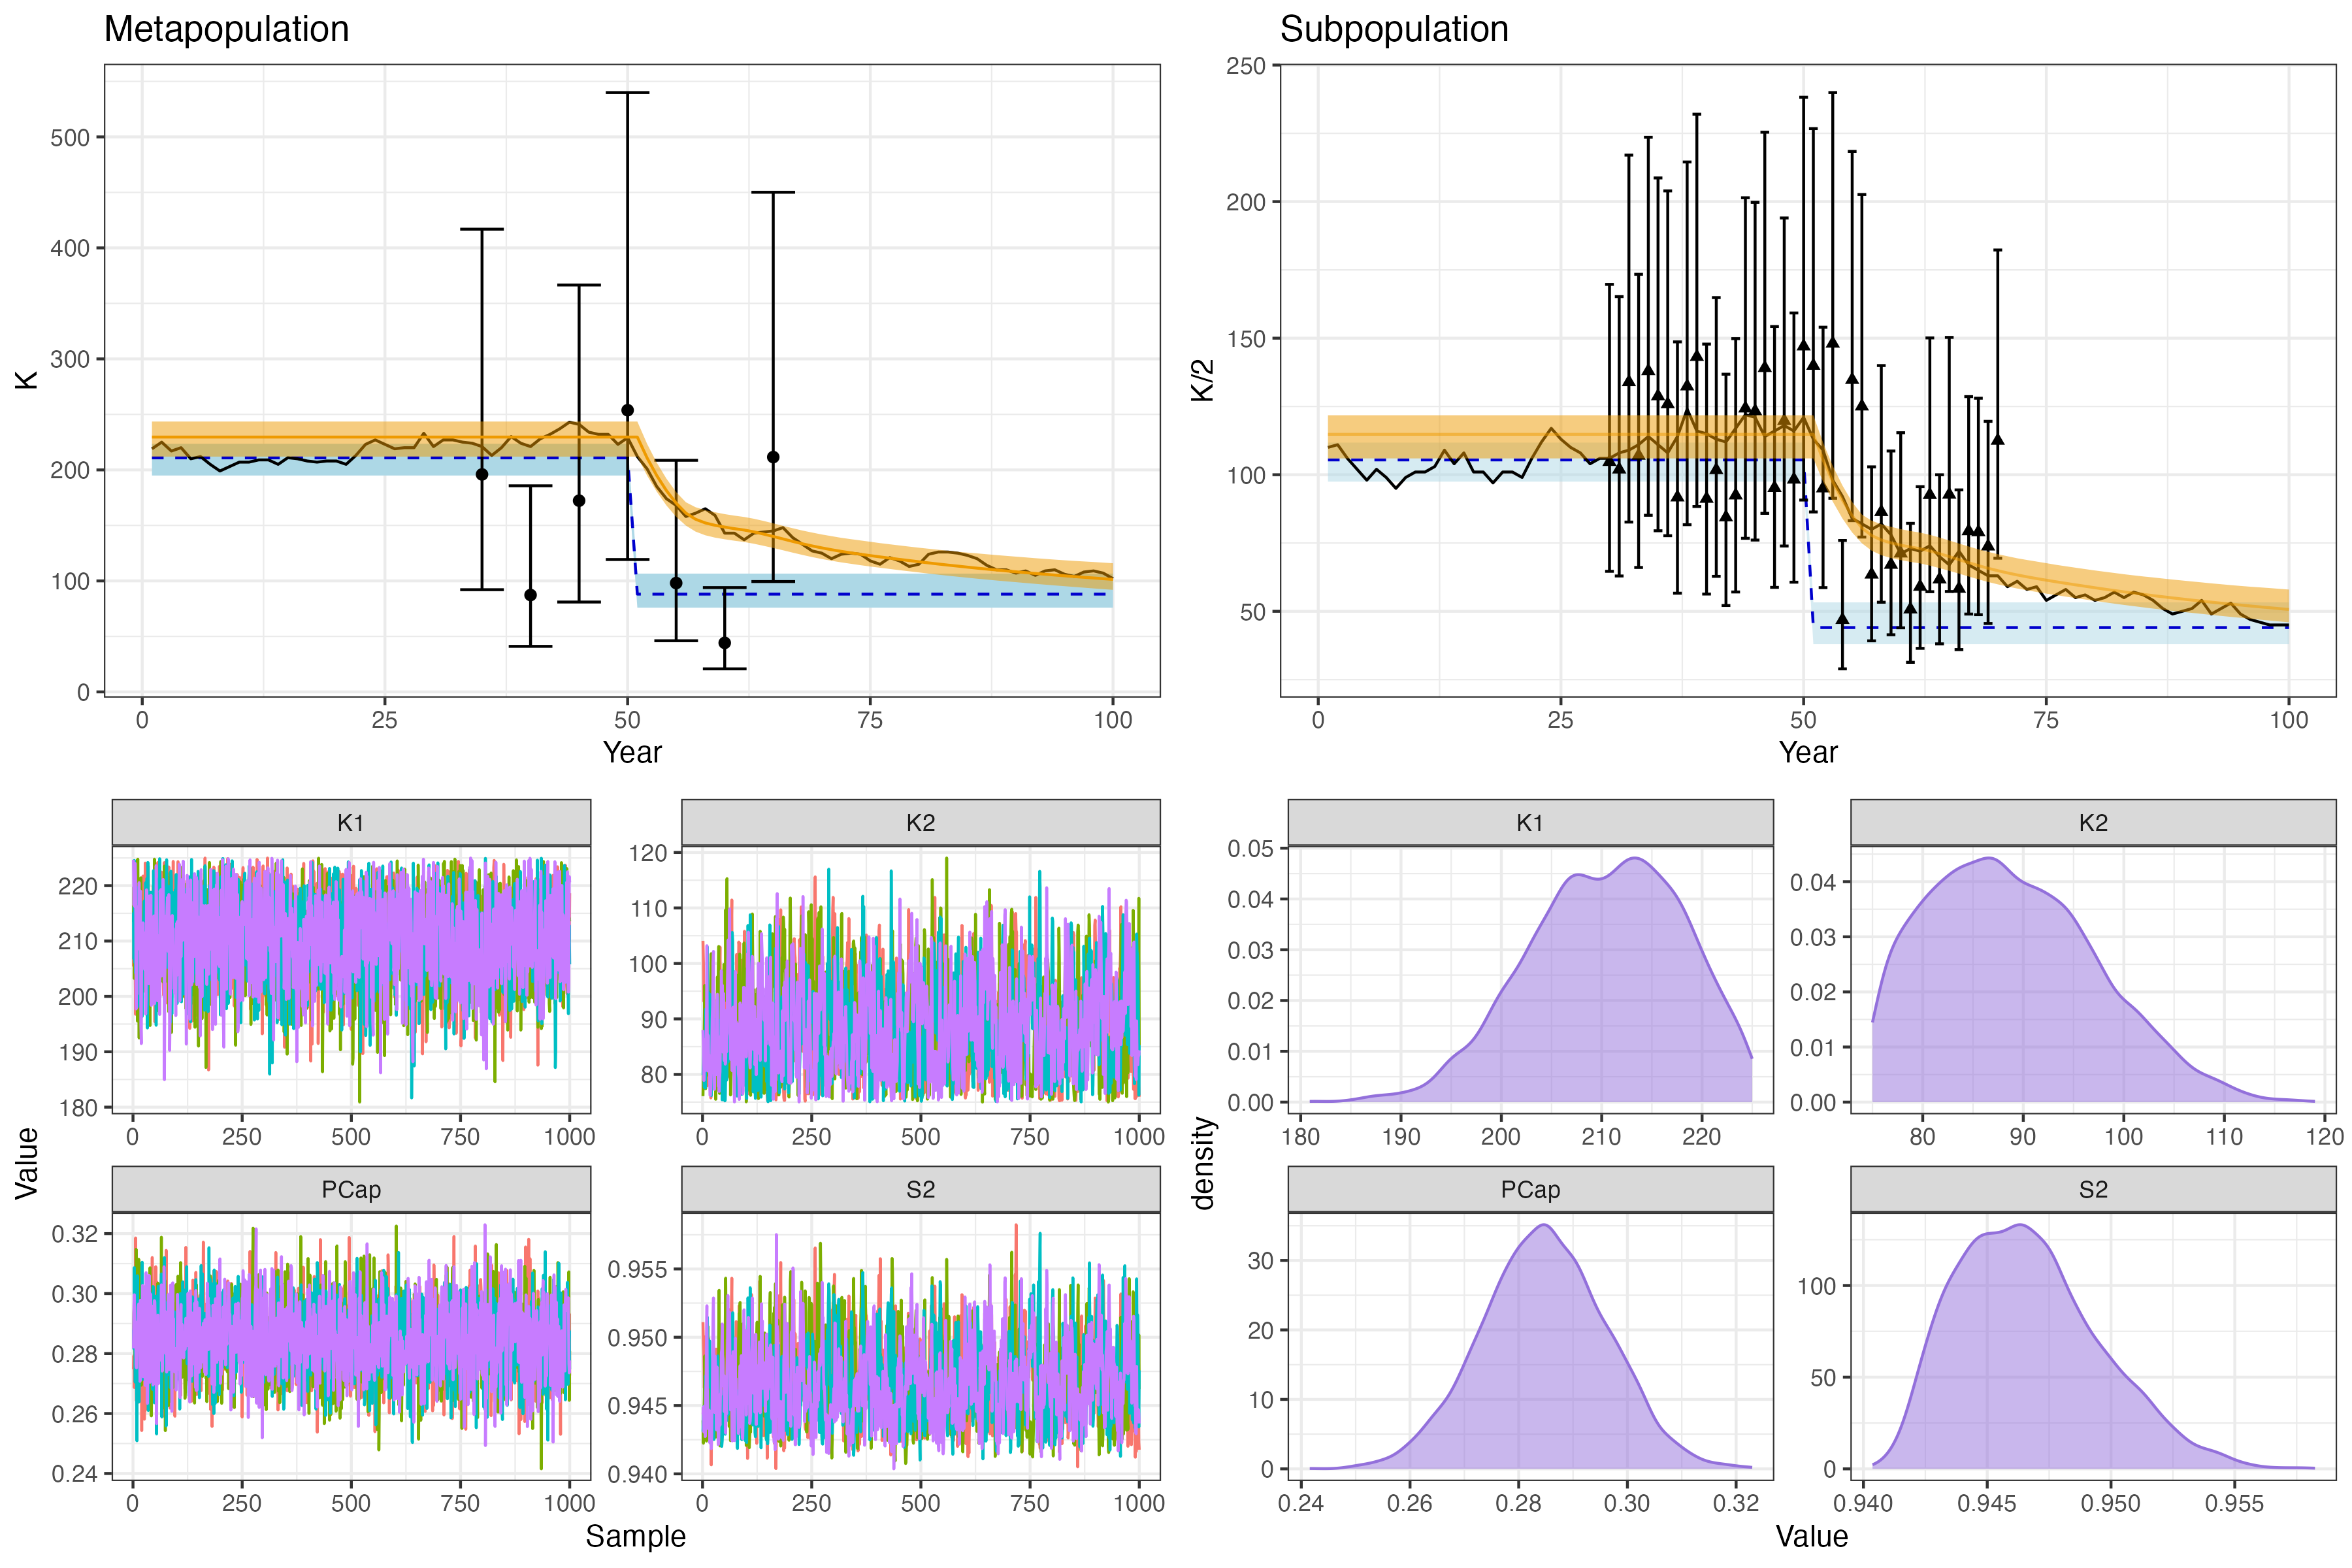 Metapopulation
500
400
300
200
100
0
K
0 25 50 75 100
Year
Subpopulation
250
200
150
100
50
K/2
0 25 50 75 100
Year
K1
220
210
200
190
180
0 250 500 750 1000
K2
120
110
100
90
80
0 250 500 750 1000
Value
PCap
0.32
0.30
0.28
0.26
0.24
0 250 500 750 1000
S2
0.955
0.950
0.945
0.940
0 250 500 750 1000
Sample
K1
0.05
0.04
0.03
0.02
0.01
0.00
180 190 200 210 220
K2
0.04
0.03
0.02
0.01
0.00
80 90 100 110 120
density
PCap
30
20
10
0
0.24 0.26 0.28 0.30 0.32
S2
100
50
0
0.940 0.945 0.950 0.955
Value